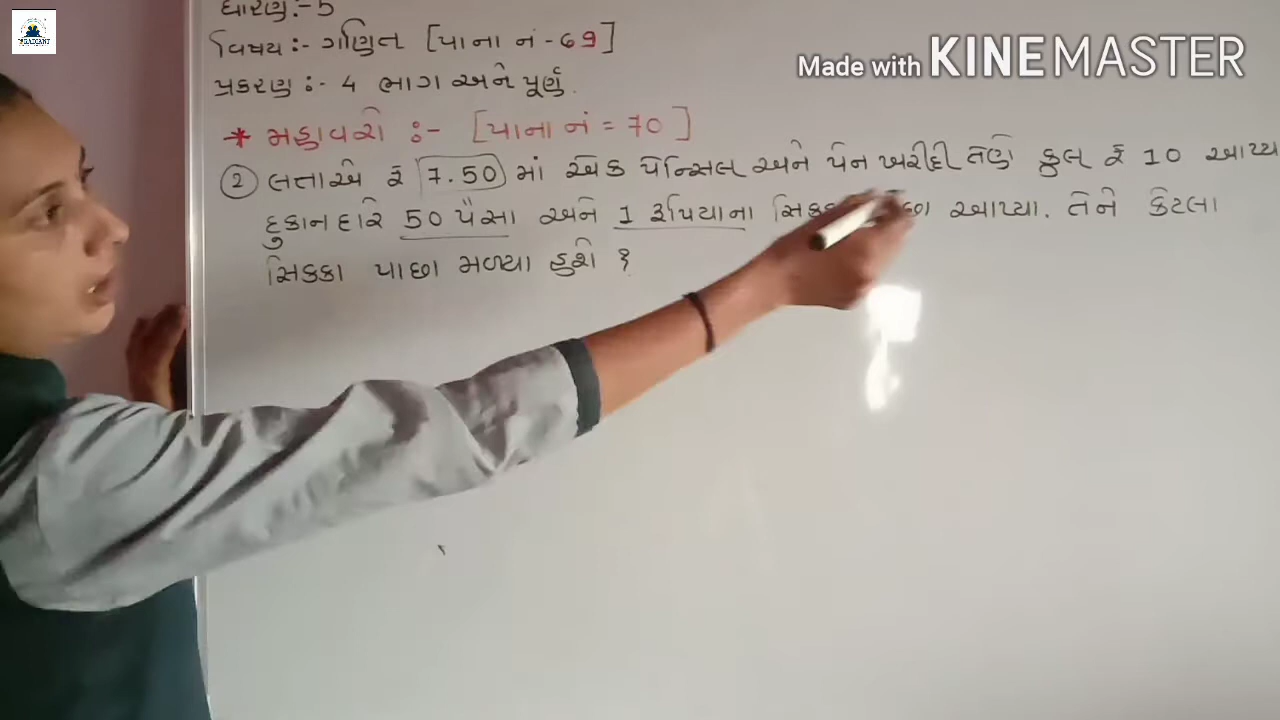 ધોરણ:- 5
વિષય :- ગણિત [પાના નં - 69]
પ્રકરણ :- 4 ભાગ અને પૂર્ણ
* મહાવરો :- [પાના નં = 70]
② લતાએ ₹ 7.50 માં એક પેન્સિલ અને પેન ખરીદી તેણે કુલ ₹ 10 આપ્યા
દુકાનદારે 50 પૈસા અને 1 રૂપિયાના આપ્યા. તેને કેટલા
સિક્કા પાછા મળ્યા હશે ?
Made with KINEMASTER